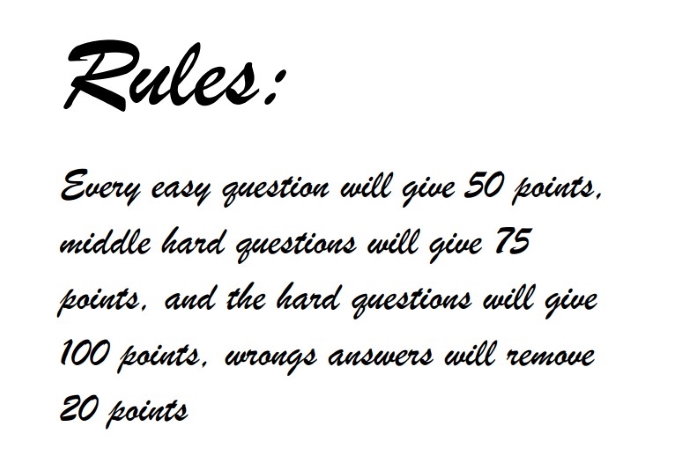 Rules:
Every easy question will give 50 points,
middle hard questions will give 75
points, and the hard questions will give
100 points, wrongs answers will remove
20 points